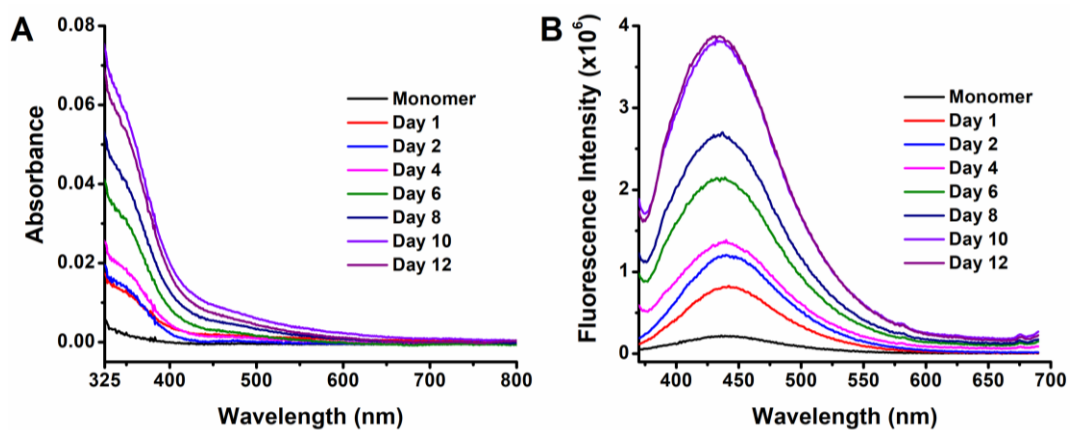 A
Absorbance
0.08
0.06
0.04
0.02
0.00
325 400 500 600 700 800
Wavelength (nm)
Monomer
Day 1
Day 2
Day 4
Day 6
Day 8
Day 10
Day 12
B
Fluorescence Intensity (x10⁶)
4
3
2
1
0
400 450 500 550 600 650 700
Wavelength (nm)
Monomer
Day 1
Day 2
Day 4
Day 6
Day 8
Day 10
Day 12